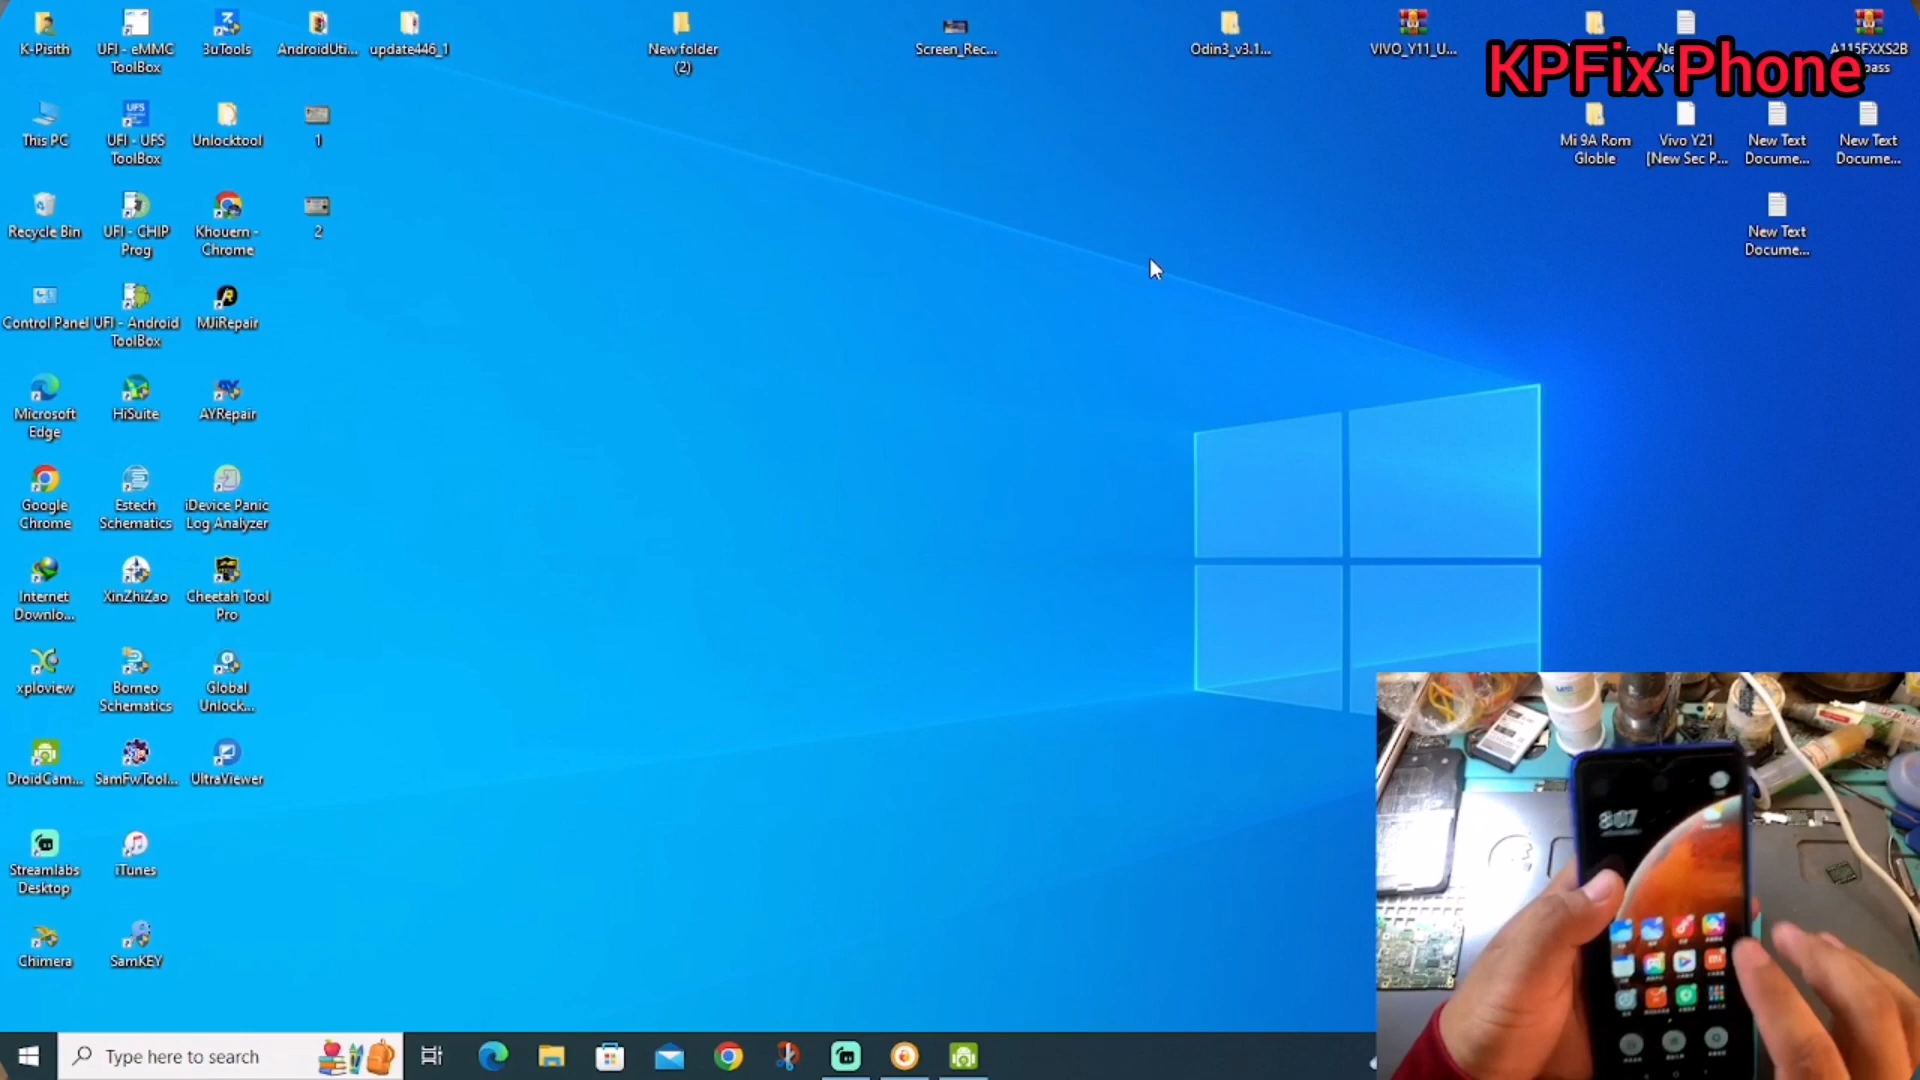 K-Pisith
UFI - eMMC
ToolBox
3uTools
AndroidUti...
update446_1
New folder
(2)
Screen_Rec...
Odin3_v3.1...
VIVO_Y11_U...
KPFix Phone
A115FXXS2B
This PC
UFI - UFS
ToolBox
Unlocktool
1
Mi 9A Rom
Globle
Vivo Y21
[New Sec P...
New Text
Docume...
New Text
Docume...
Recycle Bin
UFI - CHIP
Prog
Khouern -
Chrome
2
New Text
Docume...
Control Panel
UFI - Android
ToolBox
MJiRepair
Microsoft
Edge
HiSuite
AYRepair
Google
Chrome
Estech
Schematics
iDevice Panic
Log Analyzer
Internet
Downlo...
XinZhiZao
Cheetah Tool
Pro
xploview
Borneo
Schematics
Global
Unlock...
DroidCam...
SamFwTool...
UltraViewer
8:07
Streamlabs
Desktop
iTunes
Chimera
SamKEY
Type here to search